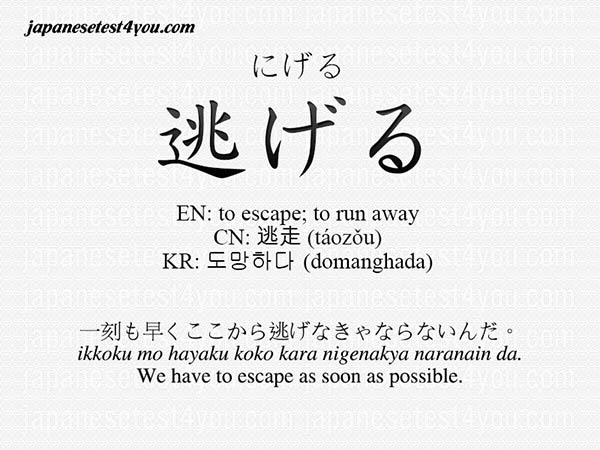 japanesetest4you.com
にげる
逃げる
EN: to escape; to run away
CN: 逃走 (táozǒu)
KR: 도망하다 (domanghada)
一刻も早くここから逃げなきゃならないんだ。
ikkoku mo hayaku koko kara nigenakya naranain da.
We have to escape as soon as possible.